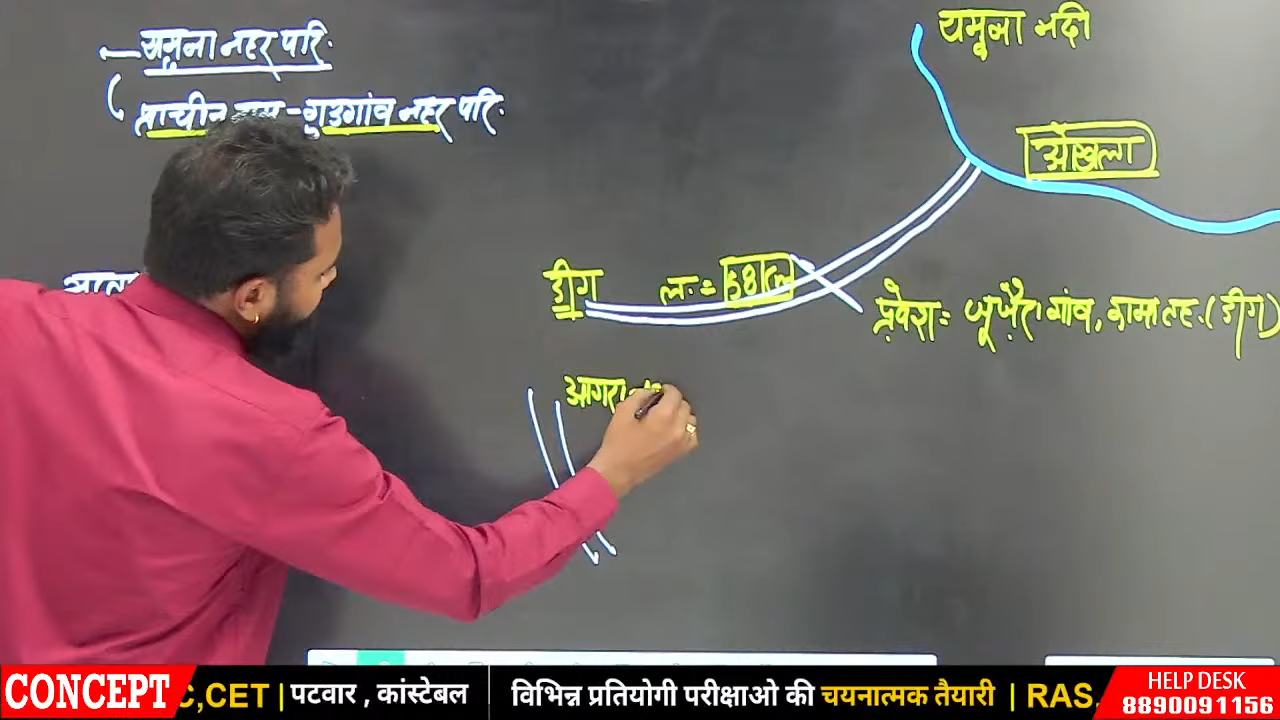 यमुना नहर परि.
प्राचीन नाम - गुड़गांव नहर परि.
यमूना नदी
ओखला
डीग
ल. = 58 
प्रवेश = जूरेरा गांव, कामा तह. (डीग)
आगरा
CONCEPT
C,CET | पटवार , कांस्टेबल
विभिन्न प्रतियोगी परीक्षाओ की चयनात्मक तैयारी | RAS,
HELP DESK
8890091156